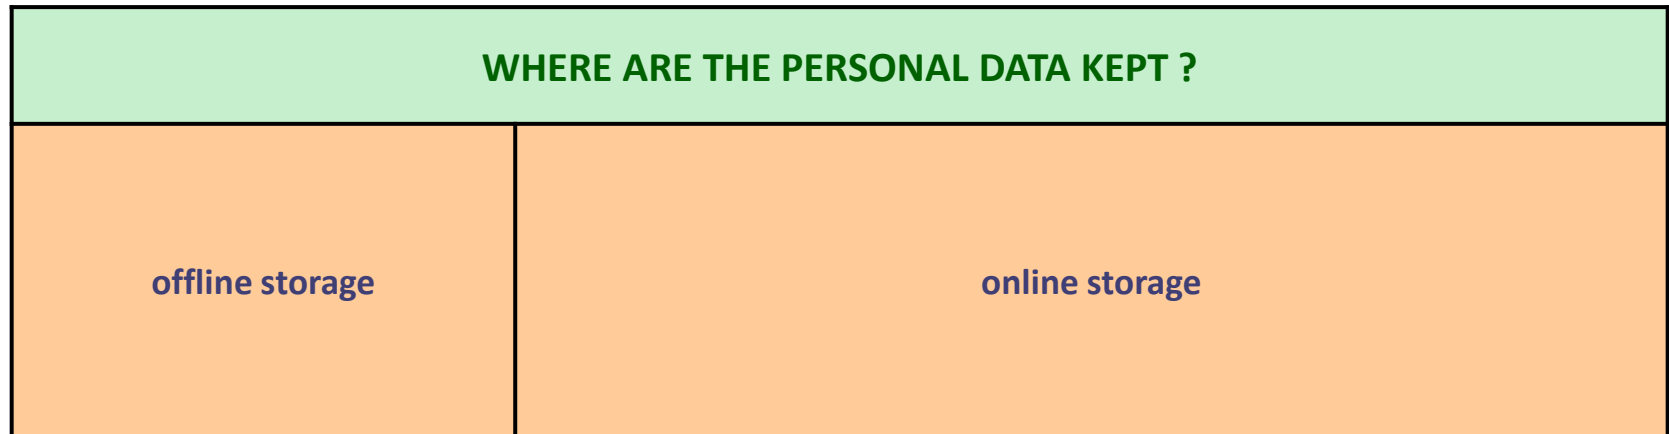 WHERE ARE THE PERSONAL DATA KEPT ?
offline storage
online storage